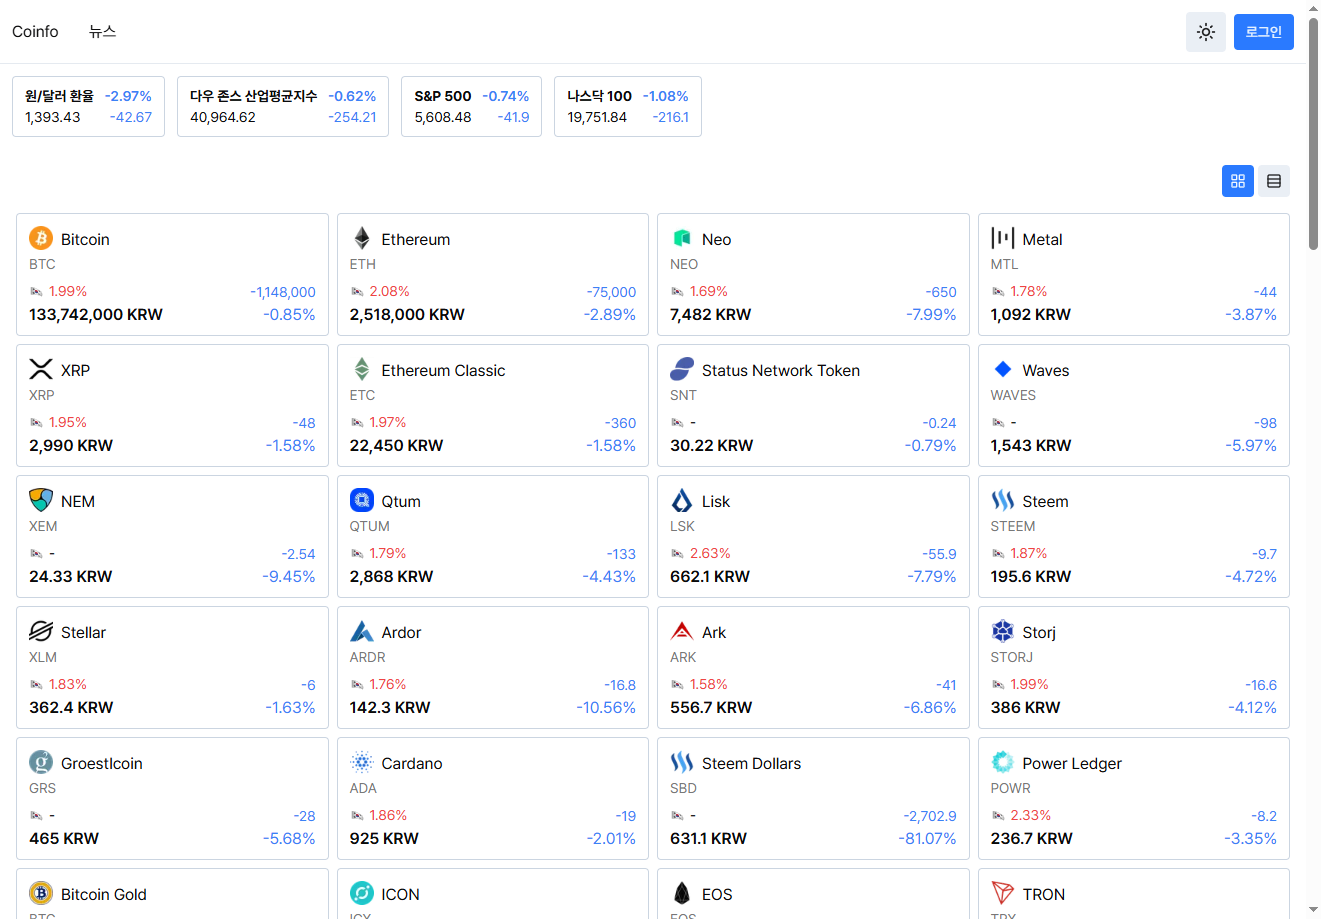 Coinfo 뉴스 로그인
원/달러 환율 -2.97% 다우 존스 산업평균지수 -0.62% S&P 500 -0.74% 나스닥 100 -1.08%
1,393.43 -42.67 40,964.62 -254.21 5,608.48 -41.9 19,751.84 -216.1
Bitcoin Ethereum Neo Metal
BTC ETH NEO MTL
1.99% -1,148,000 2.08% -75,000 1.69% -650 1.78% -44
133,742,000 KRW -0.85% 2,518,000 KRW -2.89% 7,482 KRW -7.99% 1,092 KRW -3.87%
XRP Ethereum Classic Status Network Token Waves
XRP ETC SNT WAVES
1.95% -48 1.97% -360 - -0.24 - -98
2,990 KRW -1.58% 22,450 KRW -1.58% 30.22 KRW -0.79% 1,543 KRW -5.97%
NEM Qtum Lisk Steem
XEM QTUM LSK STEEM
- -2.54 1.79% -133 2.63% -55.9 1.87% -9.7
24.33 KRW -9.45% 2,868 KRW -4.43% 662.1 KRW -7.79% 195.6 KRW -4.72%
Stellar Ardor Ark Storj
XLM ARDR ARK STORJ
1.83% -6 1.76% -16.8 1.58% -41 1.99% -16.6
362.4 KRW -1.63% 142.3 KRW -10.56% 556.7 KRW -6.86% 386 KRW -4.12%
Groestlcoin Cardano Steem Dollars Power Ledger
GRS ADA SBD POWR
- -28 1.86% -19 - -2,702.9 2.33% -8.2
465 KRW -5.68% 925 KRW -2.01% 631.1 KRW -81.07% 236.7 KRW -3.35%
Bitcoin Gold ICON EOS TRON
BTG ICX EOS TRX